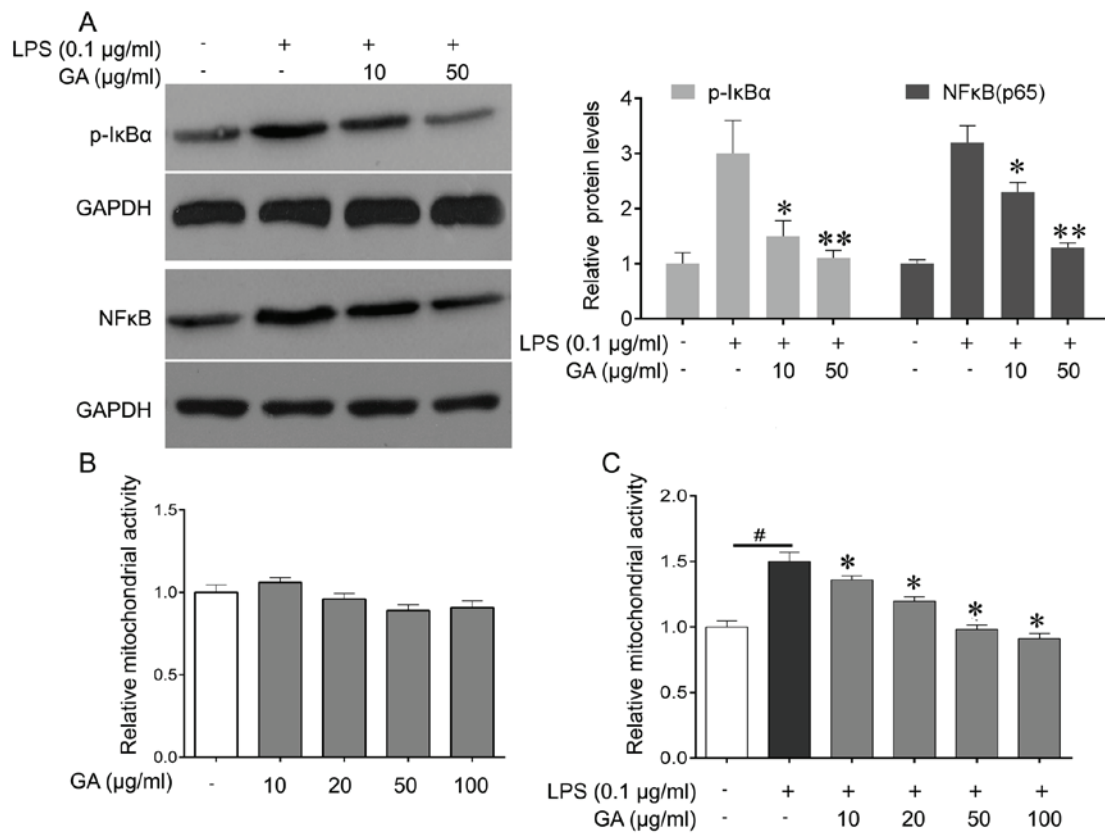 A
LPS (0.1 µg/ml) - + + +
GA (µg/ml) - - 10 50
p-IκBα
GAPDH
NFκB
GAPDH
p-IκBα NFκB(p65)
Relative protein levels
4
3
2
1
0
* ** * **
LPS (0.1 µg/ml) - + + + - + + +
GA (µg/ml) - - 10 50 - - 10 50
B
Relative mitochondrial activity
1.5
1.0
0.5
0.0
GA (µg/ml) - 10 20 50 100
C
Relative mitochondrial activity
2.0
1.5
1.0
0.5
0.0
# * * * *
LPS (0.1 µg/ml) - + + + + +
GA (µg/ml) - - 10 20 50 100